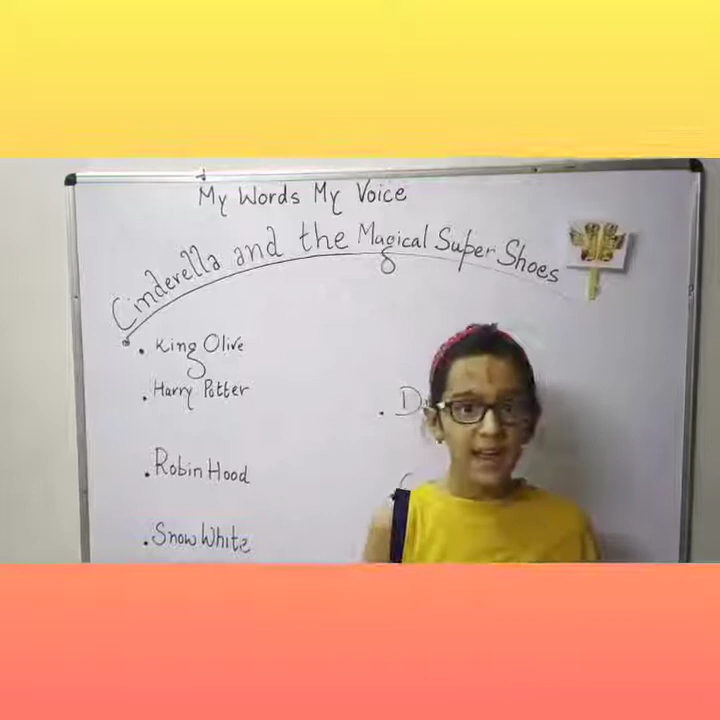 My Words My Voice
Cinderella and the Magical Super Shoes
• King Olive
• Harry Potter
• Robin Hood
• Snow White